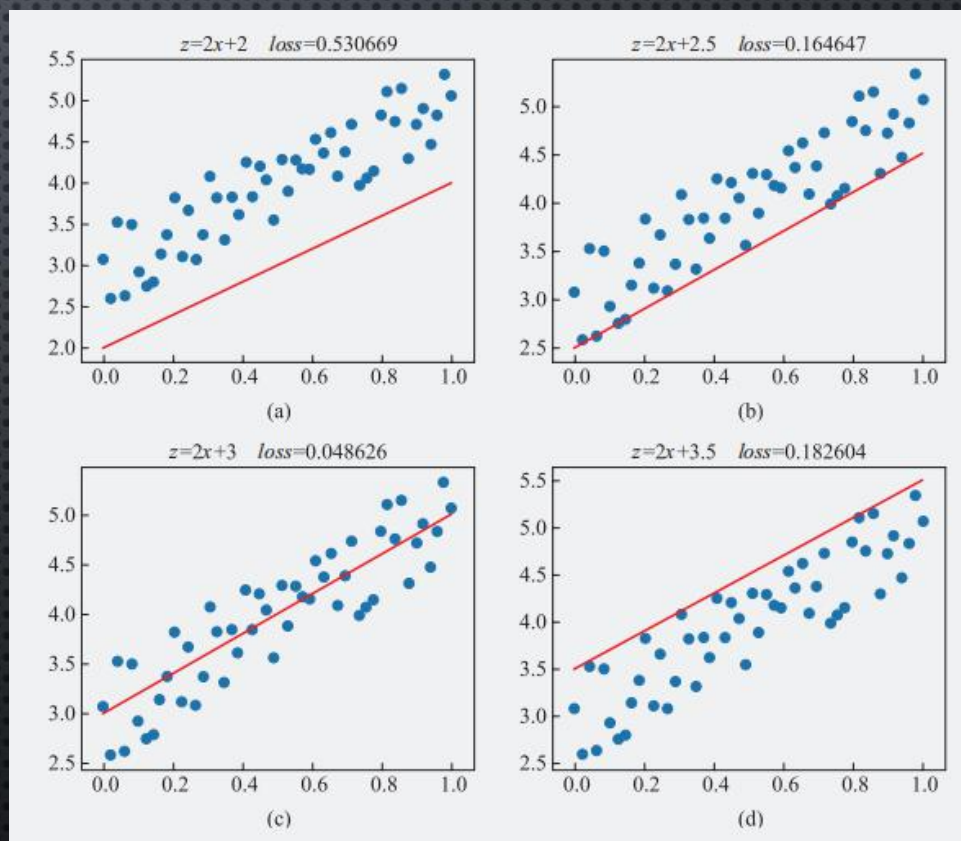 z=2x+2 loss=0.530669
5.5
5.0
4.5
4.0
3.5
3.0
2.5
2.0
0.0 0.2 0.4 0.6 0.8 1.0
(a)
z=2x+2.5 loss=0.164647
5.0
4.5
4.0
3.5
3.0
2.5
0.0 0.2 0.4 0.6 0.8 1.0
(b)
z=2x+3 loss=0.048626
5.0
4.5
4.0
3.5
3.0
2.5
0.0 0.2 0.4 0.6 0.8 1.0
(c)
z=2x+3.5 loss=0.182604
5.5
5.0
4.5
4.0
3.5
3.0
2.5
0.0 0.2 0.4 0.6 0.8 1.0
(d)